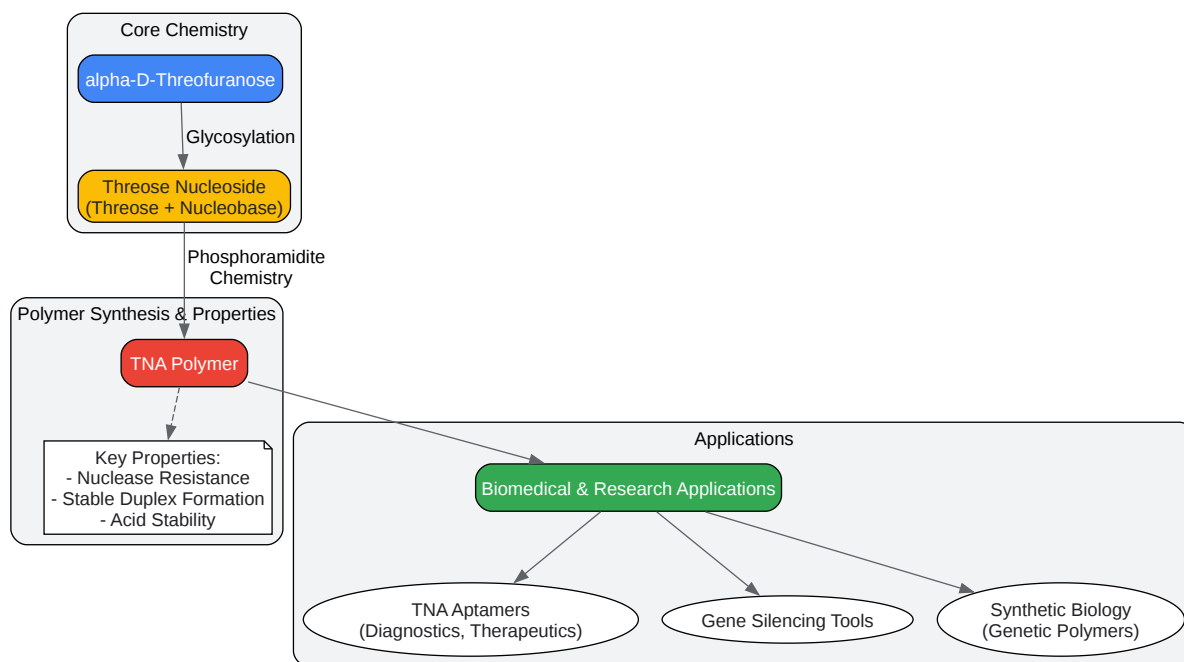 Core Chemistry
alpha-D-Threofuranose
Glycosylation
Threose Nucleoside
(Threose + Nucleobase)
Phosphoramidite
Chemistry
Polymer Synthesis & Properties
TNA Polymer
Key Properties:
- Nuclease Resistance
- Stable Duplex Formation
- Acid Stability
Applications
Biomedical & Research Applications
TNA Aptamers
(Diagnostics, Therapeutics)
Gene Silencing Tools
Synthetic Biology
(Genetic Polymers)